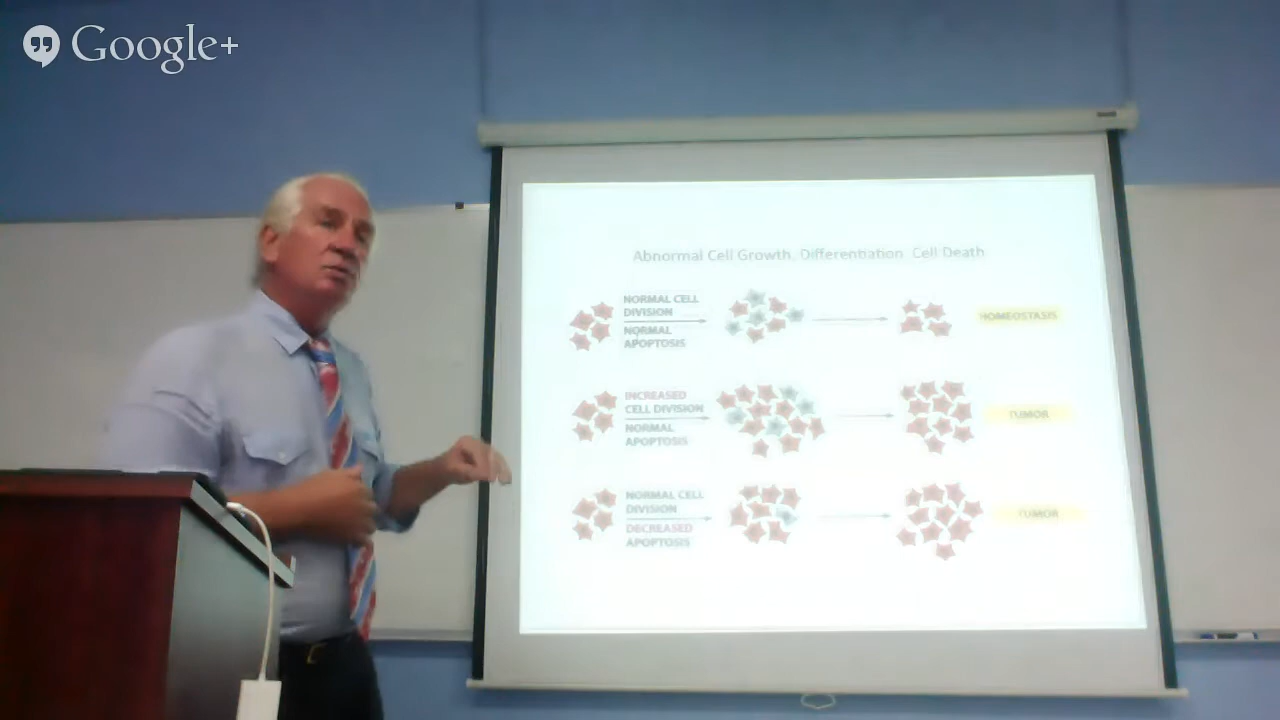 Google+
Abnormal Cell Growth, Differentiation, Cell Death
NORMAL CELL
DIVISION
NORMAL
APOPTOSIS
HOMEOSTASIS
INCREASED
CELL DIVISION
NORMAL
APOPTOSIS
TUMOR
NORMAL CELL
DIVISION
DECREASED
APOPTOSIS
TUMOR